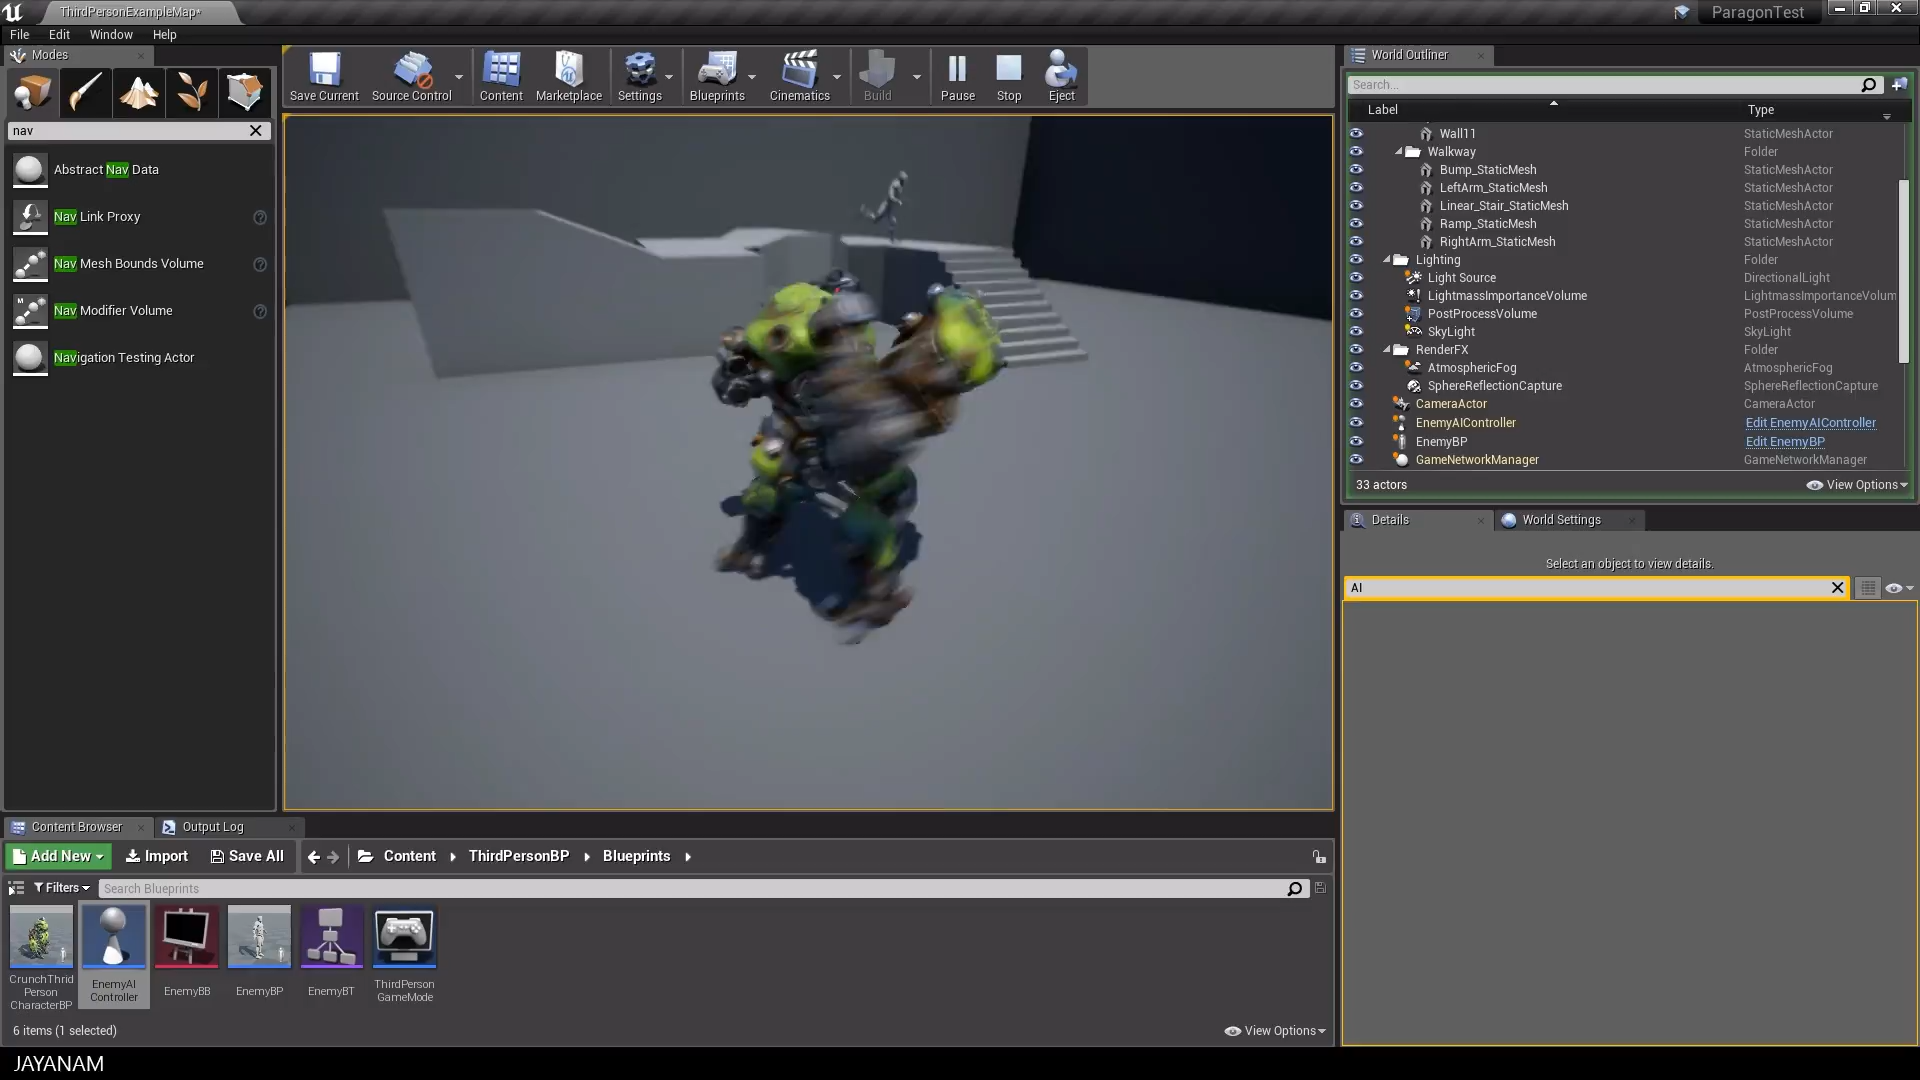 ThirdPersonExampleMap*
ParagonTest
File Edit Window Help
Modes
nav
Abstract Nav Data
Nav Link Proxy
Nav Mesh Bounds Volume
Nav Modifier Volume
Navigation Testing Actor
Save Current Source Control Content Marketplace Settings Blueprints Cinematics Build Pause Stop Eject
World Outliner
Search...
Label Type
Wall11 StaticMeshActor
Walkway Folder
Bump_StaticMesh StaticMeshActor
LeftArm_StaticMesh StaticMeshActor
Linear_Stair_StaticMesh StaticMeshActor
Ramp_StaticMesh StaticMeshActor
RightArm_StaticMesh StaticMeshActor
Lighting Folder
Light Source DirectionalLight
LightmassImportanceVolume LightmassImportanceVolum
PostProcessVolume PostProcessVolume
SkyLight SkyLight
RenderFX Folder
AtmosphericFog AtmosphericFog
SphereReflectionCapture SphereReflectionCapture
CameraActor CameraActor
EnemyAIController Edit EnemyAIController
EnemyBP Edit EnemyBP
GameNetworkManager GameNetworkManager
33 actors View Options
Details World Settings
Select an object to view details.
AI
Content Browser Output Log
Add New Import Save All Content ThirdPersonBP Blueprints
Filters Search Blueprints
CrunchThrid
Person
CharacterBP
EnemyAI
Controller
EnemyBB
EnemyBP
EnemyBT
ThirdPerson
GameMode
6 items (1 selected) View Options
JAYANAM